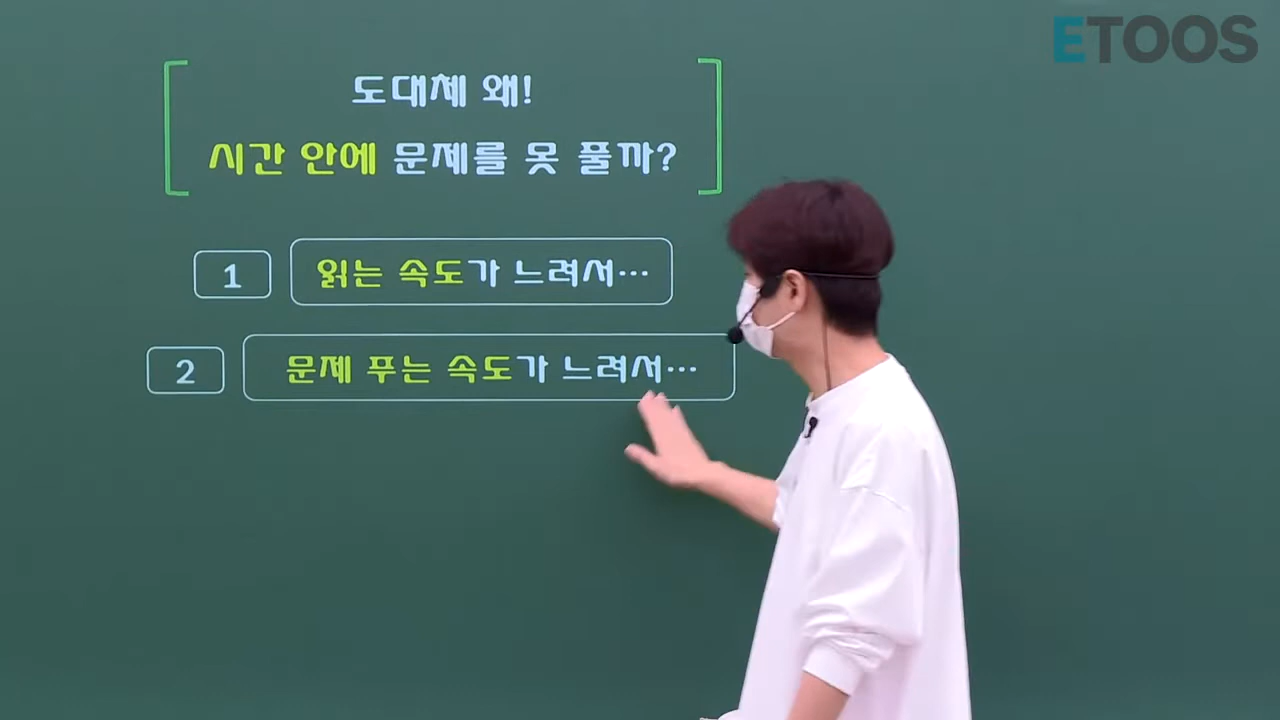 ETOOS
도대체 왜!
시간 안에 문제를 못 풀까?
1 읽는 속도가 느려서…
2 문제 푸는 속도가 느려서…